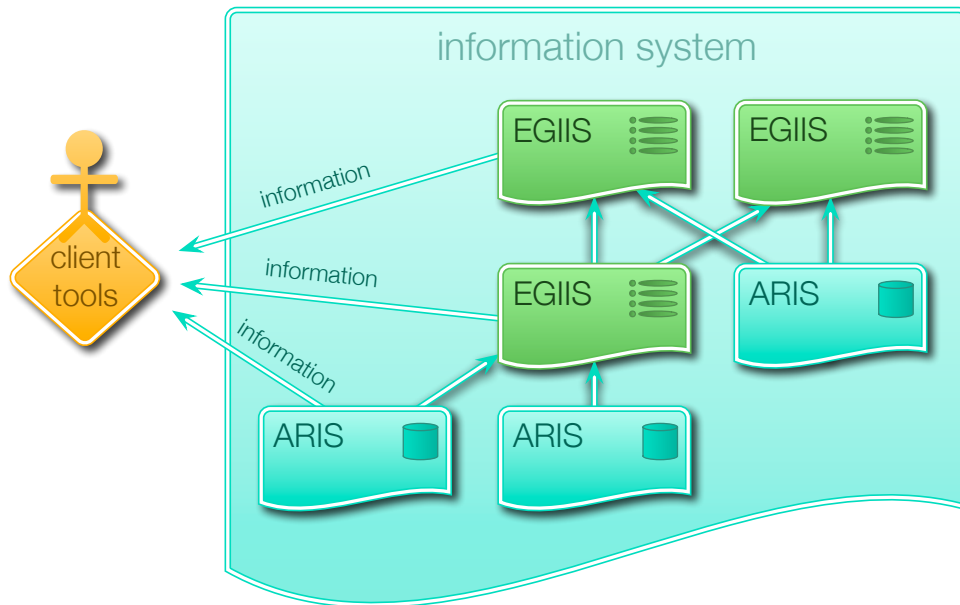 information system
EGIIS
EGIIS
information
client
tools
information
EGIIS
ARIS
information
ARIS
ARIS